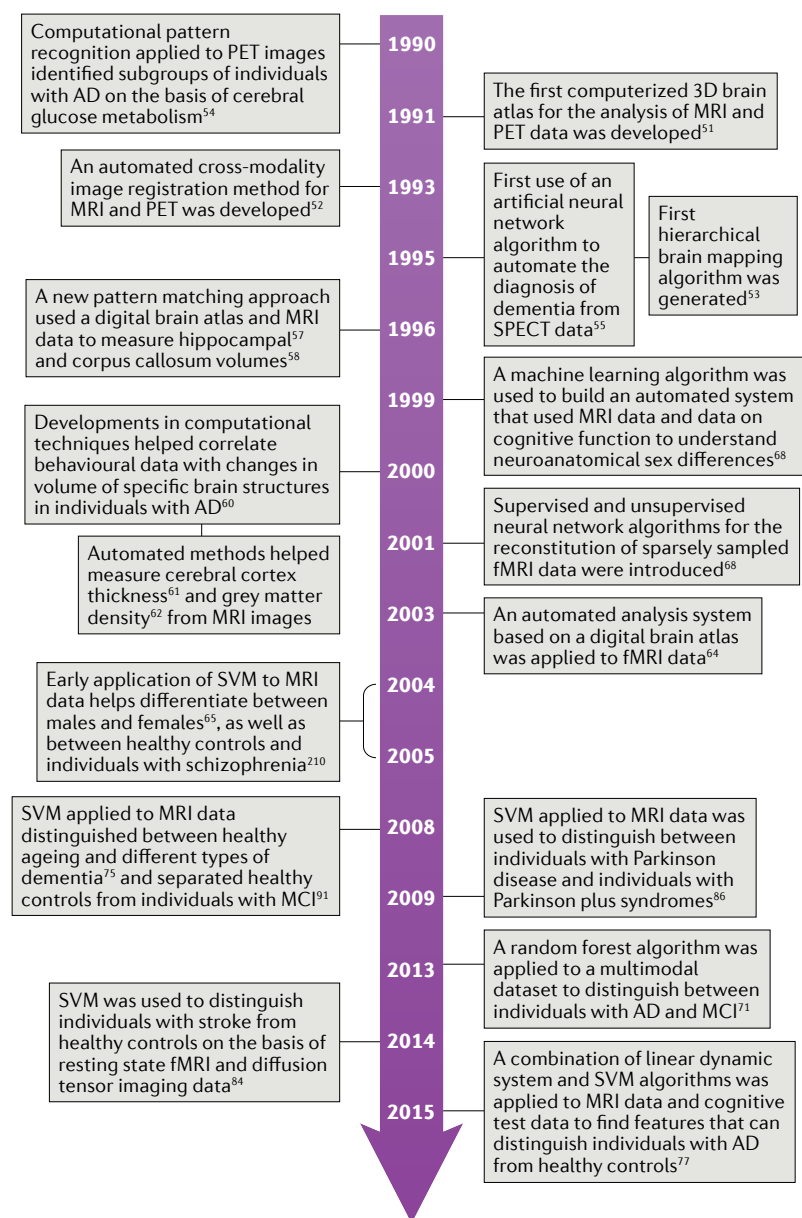 Computational pattern
recognition applied to PET images
identified subgroups of individuals
with AD on the basis of cerebral
glucose metabolism⁵⁴
1990
1991
The first computerized 3D brain
atlas for the analysis of MRI and
PET data was developed⁵¹
An automated cross-modality
image registration method for
MRI and PET was developed⁵²
1993
1995
First use of an
artificial neural
network
algorithm to
automate the
diagnosis of
dementia from
SPECT data⁵⁵
First
hierarchical
brain mapping
algorithm was
generated⁵³
A new pattern matching approach
used a digital brain atlas and MRI
data to measure hippocampal⁵⁷
and corpus callosum volumes⁵⁸
1996
1999
A machine learning algorithm was
used to build an automated system
that used MRI data and data on
cognitive function to understand
neuroanatomical sex differences⁶⁸
Developments in computational
techniques helped correlate
behavioural data with changes in
volume of specific brain structures
in individuals with AD⁶⁰
2000
Automated methods helped
measure cerebral cortex
thickness⁶¹ and grey matter
density⁶² from MRI images
2001
Supervised and unsupervised
neural network algorithms for the
reconstitution of sparsely sampled
fMRI data were introduced⁶⁸
2003
An automated analysis system
based on a digital brain atlas
was applied to fMRI data⁶⁴
Early application of SVM to MRI
data helps differentiate between
males and females⁶⁵, as well as
between healthy controls and
individuals with schizophrenia²¹⁰
2004
2005
SVM applied to MRI data
distinguished between healthy
ageing and different types of
dementia⁷⁵ and separated healthy
controls from individuals with MCI⁹¹
2008
2009
SVM applied to MRI data was
used to distinguish between
individuals with Parkinson
disease and individuals with
Parkinson plus syndromes⁸⁶
2013
A random forest algorithm was
applied to a multimodal
dataset to distinguish between
individuals with AD and MCI⁷¹
SVM was used to distinguish
individuals with stroke from
healthy controls on the basis of
resting state fMRI and diffusion
tensor imaging data⁸⁴
2014
2015
A combination of linear dynamic
system and SVM algorithms was
applied to MRI data and cognitive
test data to find features that can
distinguish individuals with AD
from healthy controls⁷⁷